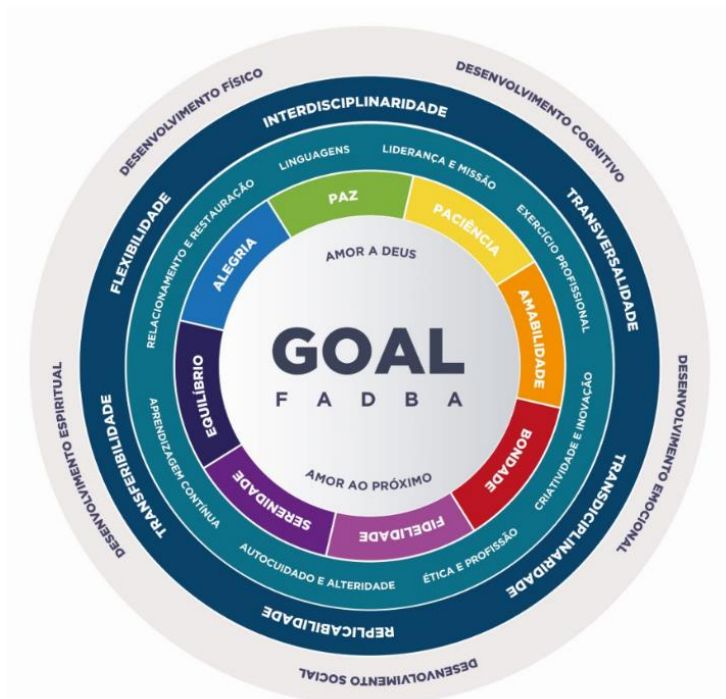 DESENVOLVIMENTO FÍSICO
DESENVOLVIMENTO COGNITIVO
DESENVOLVIMENTO EMOCIONAL
DESENVOLVIMENTO SOCIAL
DESENVOLVIMENTO ESPIRITUAL
INTERDISCIPLINARIDADE
TRANSVERSALIDADE
TRANSDICIPLINARIDADE
REPLICABILIDADE
TRANSFERIBILIDADE
FLEXIBILIDADE
LINGUAGENS
LIDERANÇA E MISSÃO
EXERCÍCIO PROFISSIONAL
CRIATIVIDADE E INOVAÇÃO
ÉTICA E PROFISSÃO
AUTOCUIDADO E ALTERIDADE
APRENDIZAGEM CONTÍNUA
RELACIONAMENTO E RESTAURAÇÃO
PAZ
PACIÊNCIA
AMABILIDADE
BONDADE
FIDELIDADE
SERENIDADE
EQUILÍBRIO
ALEGRIA
AMOR A DEUS
GOAL
FADBA
AMOR AO PRÓXIMO